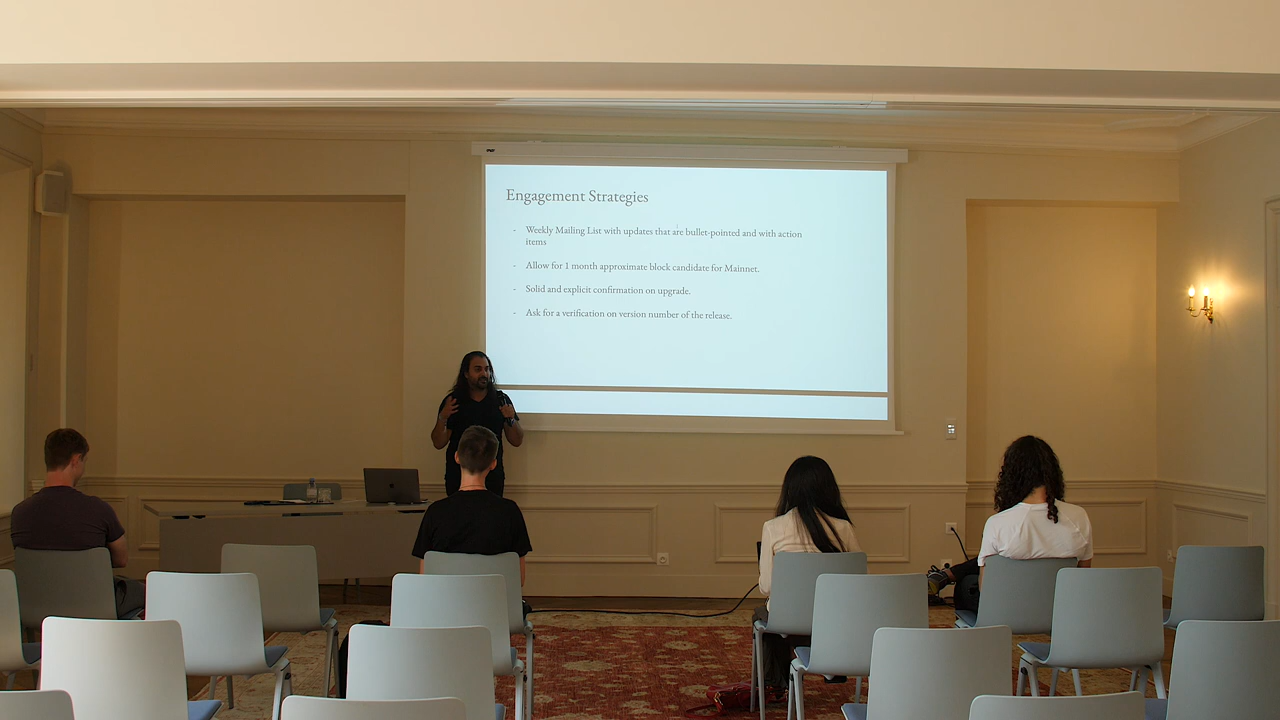 Engagement Strategies
- Weekly Mailing List with updates that are bullet-pointed and with action
items
- Allow for 1 month approximate block candidate for Mainnet.
- Solid and explicit confirmation on upgrade.
- Ask for a verification on version number of the release.